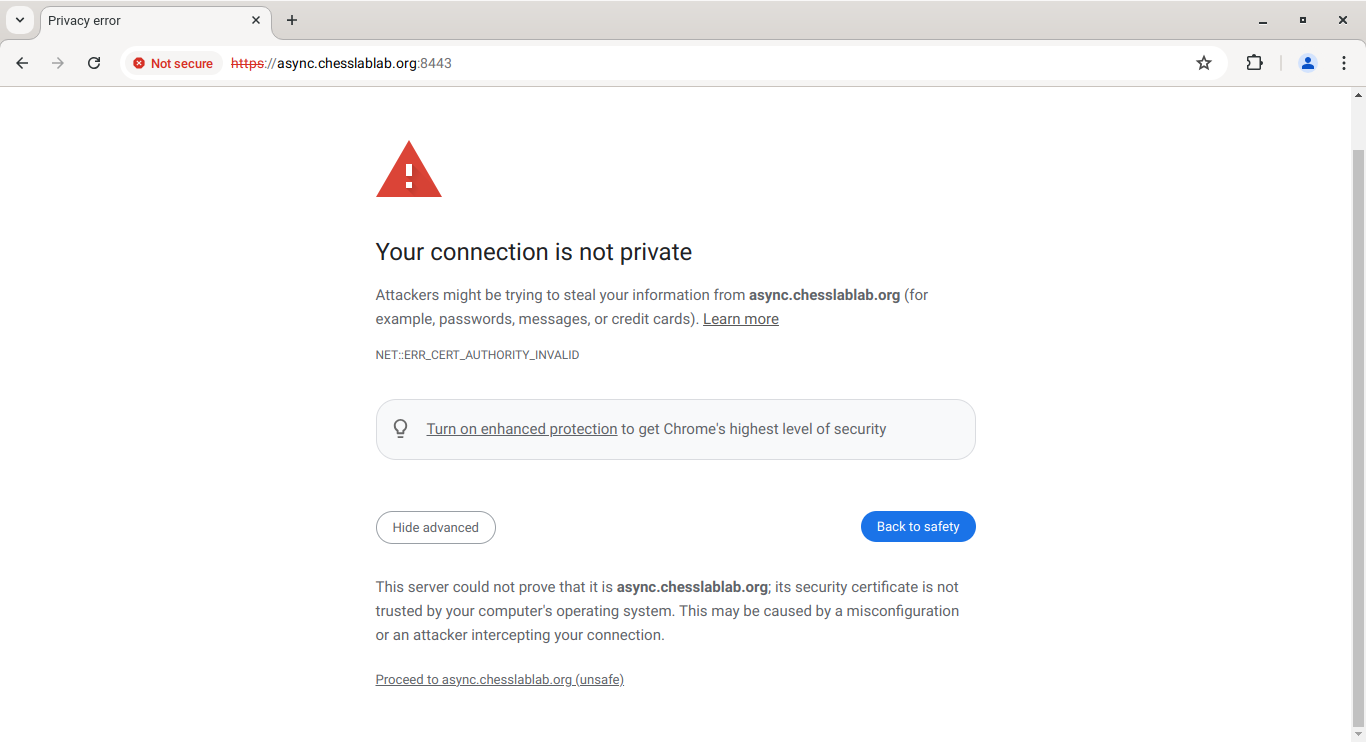 Privacy error
Not secure https://async.chesslablab.org:8443
Your connection is not private
Attackers might be trying to steal your information from async.chesslablab.org (for
example, passwords, messages, or credit cards). Learn more
NET::ERR_CERT_AUTHORITY_INVALID
Turn on enhanced protection to get Chrome's highest level of security
Hide advanced
Back to safety
This server could not prove that it is async.chesslablab.org; its security certificate is not
trusted by your computer's operating system. This may be caused by a misconfiguration
or an attacker intercepting your connection.
Proceed to async.chesslablab.org (unsafe)